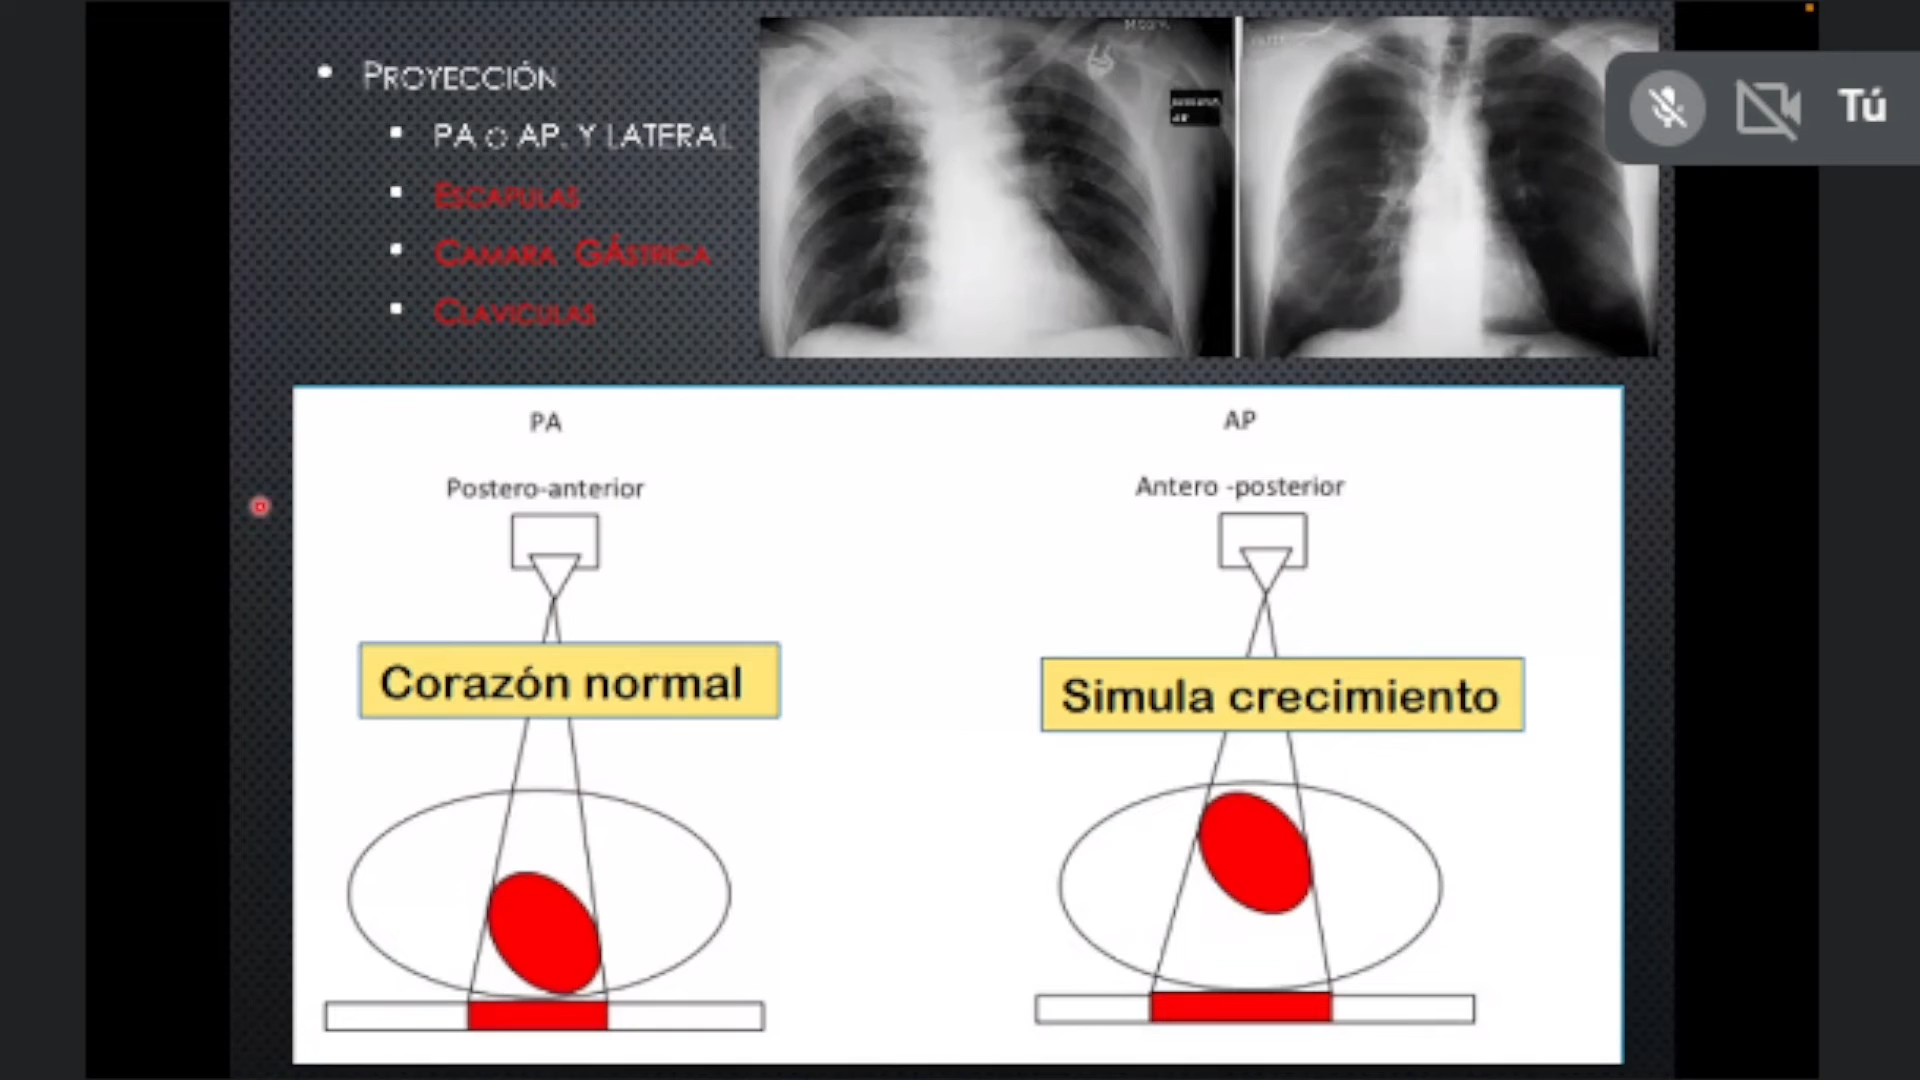 PROYECCIÓN
PA O AP. Y LATERAL
ESCAPULAS
CAMARA GÁSTRICA
CLAVICULAS
AP
Tú
PA
AP
Postero-anterior
Antero -posterior
Corazón normal
Simula crecimiento